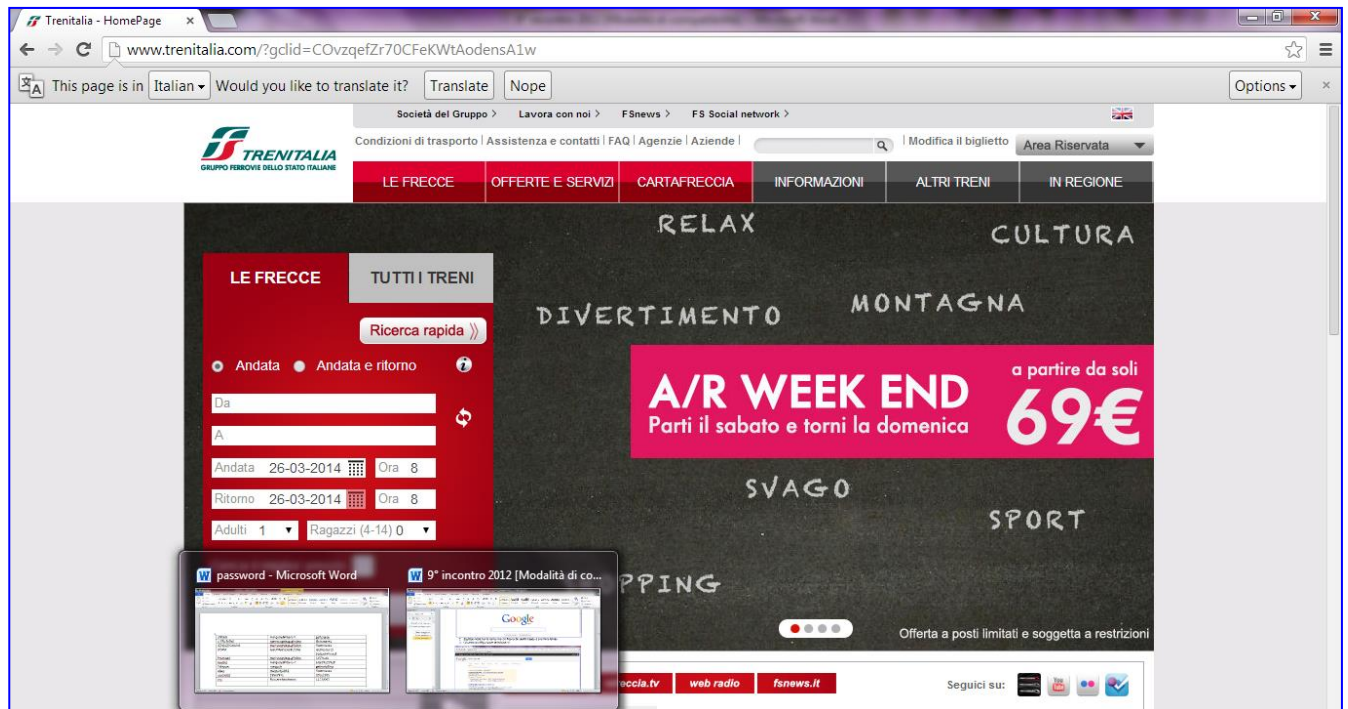 Trenitalia - HomePage
www.trenitalia.com/?gclid=COvzqefZr70CFeKWtAodensA1w
This page is in Italian Would you like to translate it? Translate Nope Options
Società del Gruppo > Lavora con noi > FSnews > FS Social network >
Condizioni di trasporto | Assistenza e contatti | FAQ | Agenzie | Aziende | Modifica il biglietto Area Riservata
TRENITALIA
GRUPPO FERROVIE DELLO STATO ITALIANE
LE FRECCE OFFERTE E SERVIZI CARTAFRECCIA INFORMAZIONI ALTRI TRENI IN REGIONE
RELAX
CULTURA
LE FRECCE TUTTI I TRENI
DIVERTIMENTO
MONTAGNA
Ricerca rapida
Andata Andata e ritorno
A/R WEEK END
Parti il sabato e torni la domenica
a partire da soli
69€
Da
A
Andata 26-03-2014 Ora 8
Ritorno 26-03-2014 Ora 8
Adulti 1 Ragazzi (4-14) 0
SVAGO
SPORT
password - Microsoft Word
9° incontro 2012 [Modalità di co...
PPING
Google
Offerta a posti limitati e soggetta a restrizioni
eccia.tv web radio fsnews.it
Seguici su: